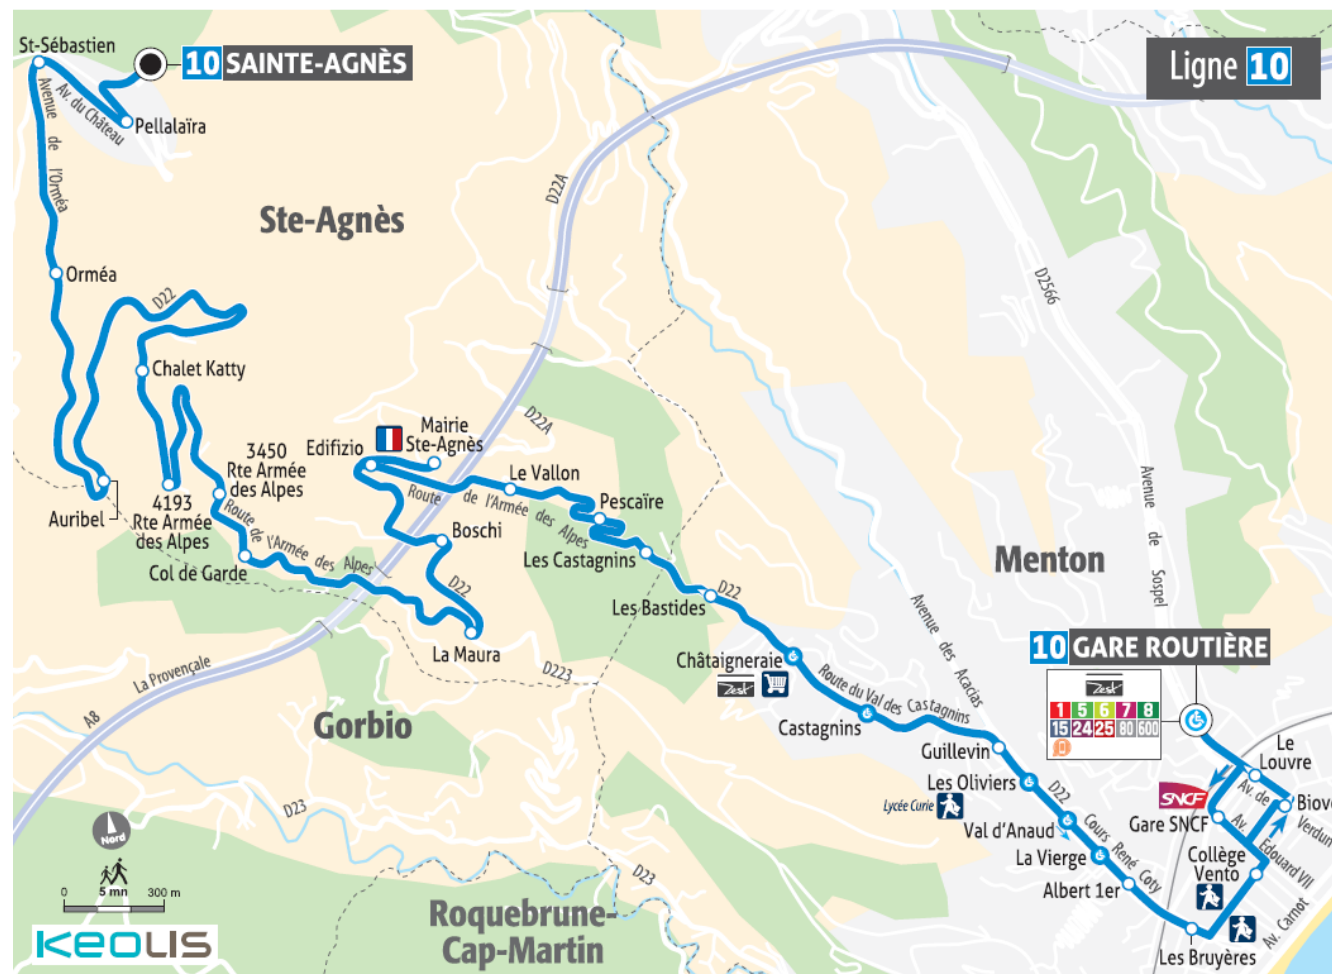 St-Sébastien
10 SAINTE-AGNÈS
Ligne 10
Av. du Château
Pellalaïra
Avenue de l'Orméa
Ste-Agnès
D22A
Orméa
D22
D2566
Chalet Katty
3450
Rte Armée
des Alpes
Edifizio
Mairie
Ste-Agnès
D22A
Le Vallon
4193
Rte Armée
des Alpes
Auribel
Route de l'Armée des Alpes
Pescaïre
Route de l'Armée des Alpes
Boschi
Les Castagnins
Col de Garde
D22
D22
Les Bastides
Menton
Avenue de Sospel
La Maura
D223
Châtaigneraie
Zest
Route du Val des Castagnins
Avenue des Acacias
10 GARE ROUTIÈRE
Zest
1 5 6 7 8
15 24 25 80 600
La Provençale
A8
Gorbio
Castagnins
Guillevin
Le
Louvre
Les Oliviers
Lycée Curie
D22
SNCF
Gare SNCF
Av. de
Verdun
Biove
Val d'Anaud
Cours René Coty
Av. Edouard VII
La Vierge
Collège
Vento
Albert 1er
Av. Carnot
Les Bruyères
D23
D23
Nord
0 5 mn 300 m
Roquebrune-
Cap-Martin
KEOLIS